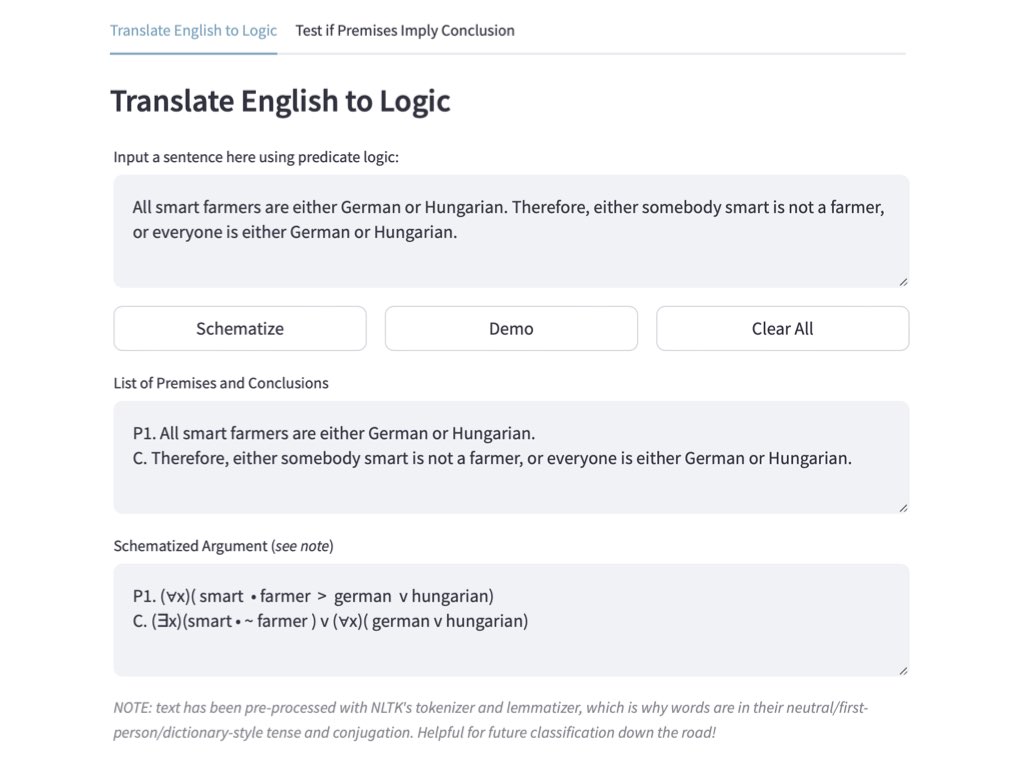 Translate English to Logic
Test if Premises Imply Conclusion
Translate English to Logic
Input a sentence here using predicate logic:
All smart farmers are either German or Hungarian. Therefore, either somebody smart is not a farmer,
or everyone is either German or Hungarian.
Schematize
Demo
Clear All
List of Premises and Conclusions
P1. All smart farmers are either German or Hungarian.
C. Therefore, either somebody smart is not a farmer, or everyone is either German or Hungarian.
Schematized Argument (see note)
P1. (∀x)( smart • farmer > german v hungarian)
C. (∃x)(smart • ~ farmer ) v (∀x)( german v hungarian)
NOTE: text has been pre-processed with NLTK's tokenizer and lemmatizer, which is why words are in their neutral/first-
person/dictionary-style tense and conjugation. Helpful for future classification down the road!